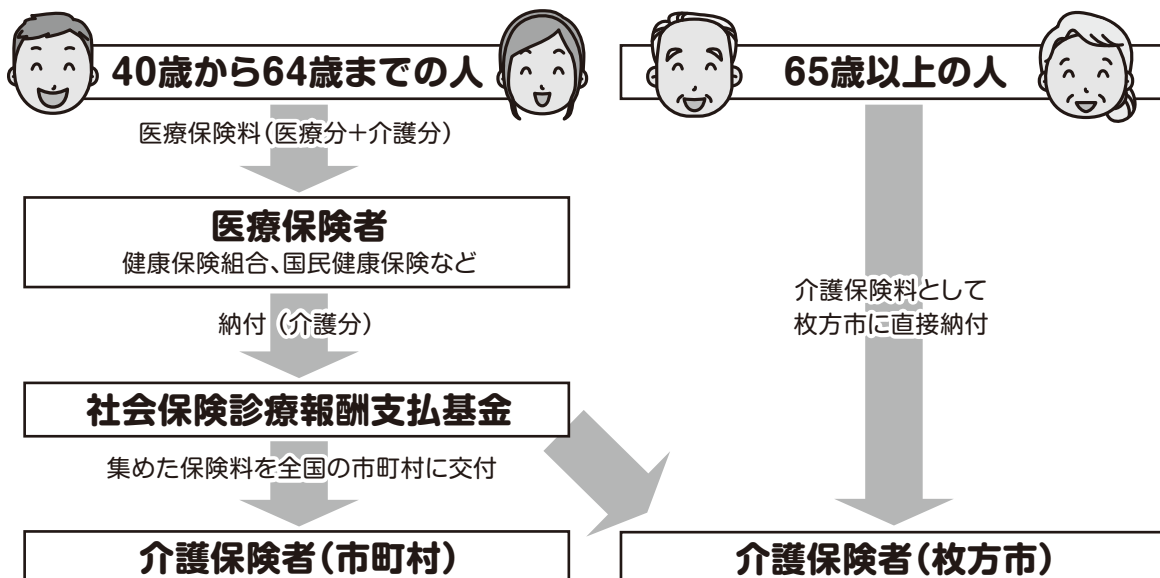 40歳から64歳までの人
医療保険料(医療分+介護分)
医療保険者
健康保険組合、国民健康保険など
納付(介護分)
社会保険診療報酬支払基金
集めた保険料を全国の市町村に交付
介護保険者(市町村)
65歳以上の人
介護保険料として
枚方市に直接納付
介護保険者(枚方市)